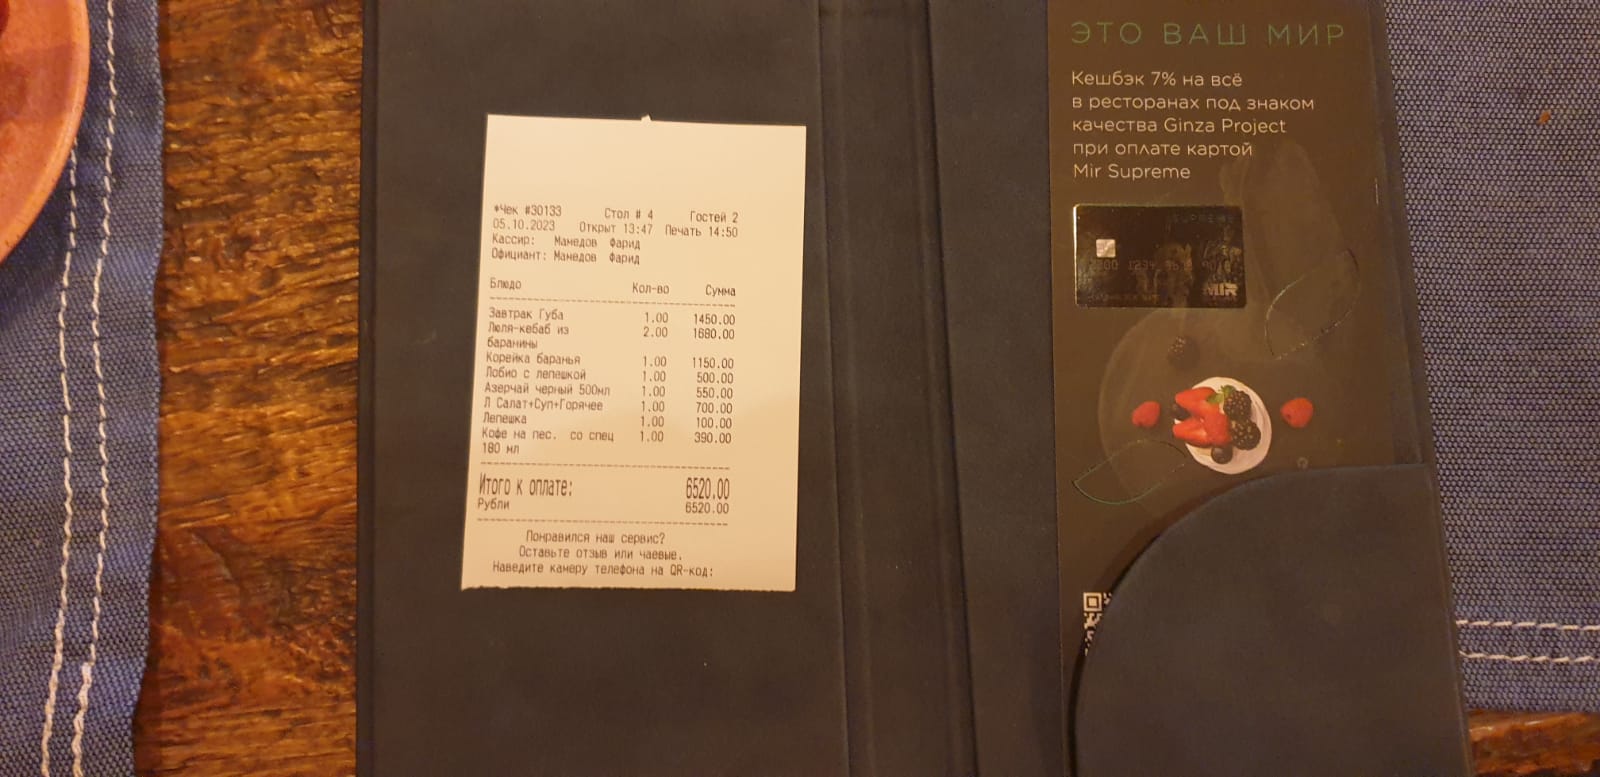 *Чек #30133 Стол # 4 Гостей 2
05.10.2023 Открыт 13:47 Печать 14:50
Кассир: Мамедов Фарид
Официант: Мамедов Фарид
Блюдо Кол-во Сумма
Завтрак Губа 1.00 1450.00
Люля-кебаб из 2.00 1680.00
баранины
Корейка баранья 1.00 1150.00
Лобио с лепешкой 1.00 500.00
Азерчай черный 500мл 1.00 550.00
Л Салат+Суп+Горячее 1.00 700.00
Лепешка 1.00 100.00
Кофе на пес. со спец 1.00 390.00
180 мл
Итого к оплате: 6520.00
Рубли 6520.00
Понравился наш сервис?
Оставьте отзыв или чаевые.
Наведите камеру телефона на QR-код:
ЭТО ВАШ МИР
Кешбэк 7% на всё
в ресторанах под знаком
качества Ginza Project
при оплате картой
Mir Supreme
SUPREME
MIR